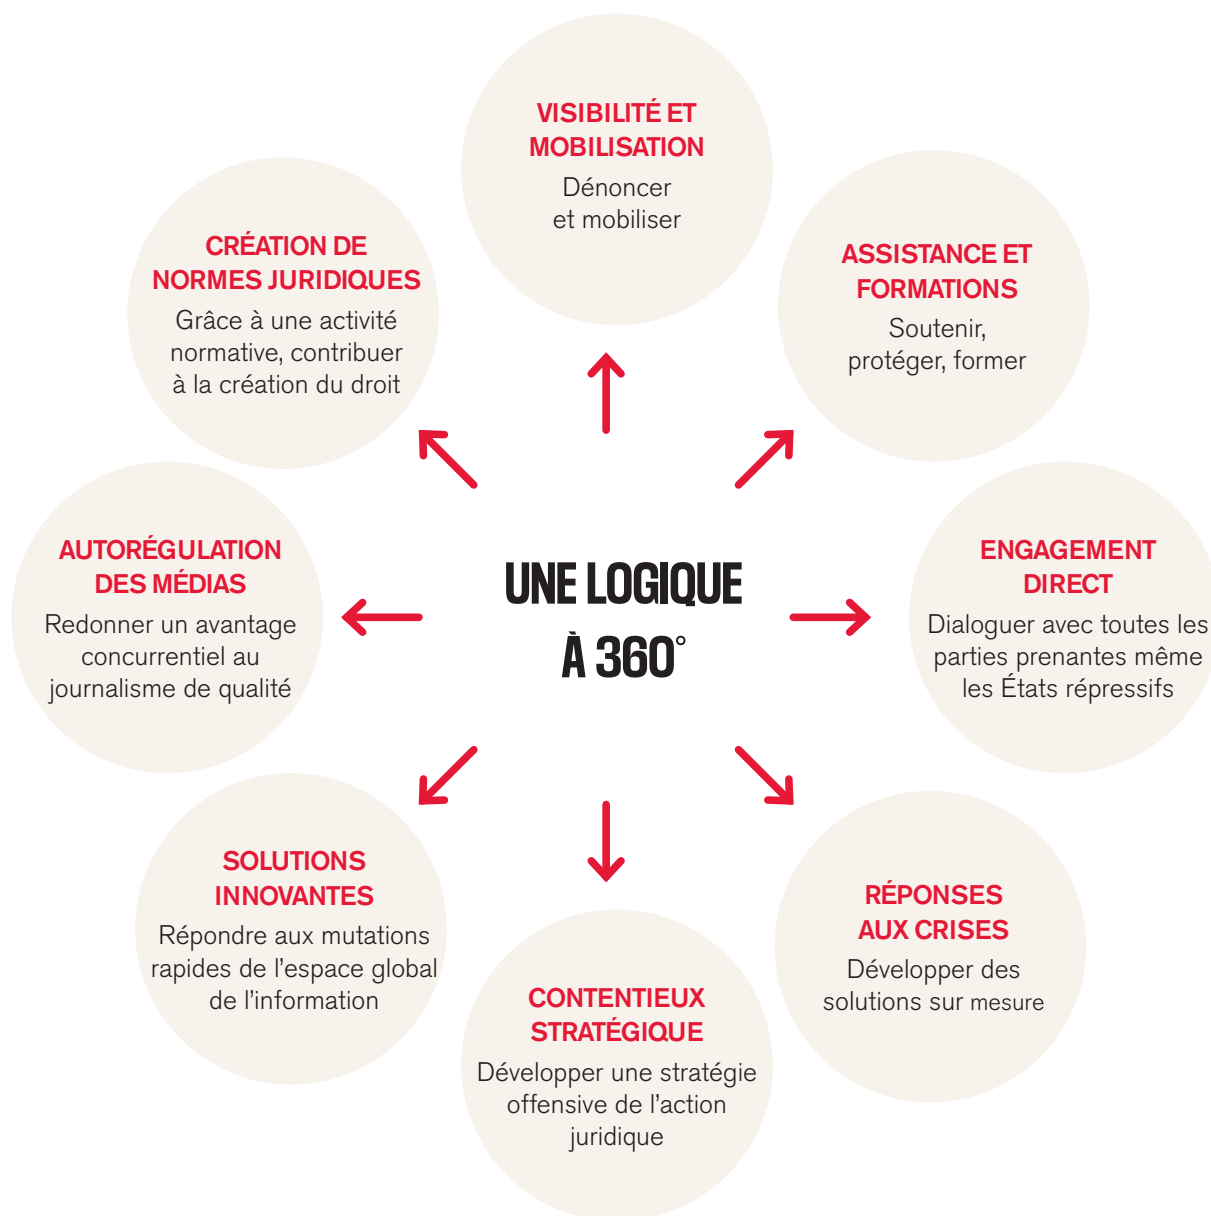 VISIBILITÉ ET
MOBILISATION
Dénoncer
et mobiliser
ASSISTANCE ET
FORMATIONS
Soutenir,
protéger, former
ENGAGEMENT
DIRECT
Dialoguer avec toutes les
parties prenantes même
les États répressifs
RÉPONSES
AUX CRISES
Développer des
solutions sur mesure
CONTENTIEUX
STRATÉGIQUE
Développer une stratégie
offensive de l’action
juridique
SOLUTIONS
INNOVANTES
Répondre aux mutations
rapides de l’espace global
de l’information
AUTORÉGULATION
DES MÉDIAS
Redonner un avantage
concurrentiel au
journalisme de qualité
CRÉATION DE
NORMES JURIDIQUES
Grâce à une activité
normative, contribuer
à la création du droit
UNE LOGIQUE
À 360°